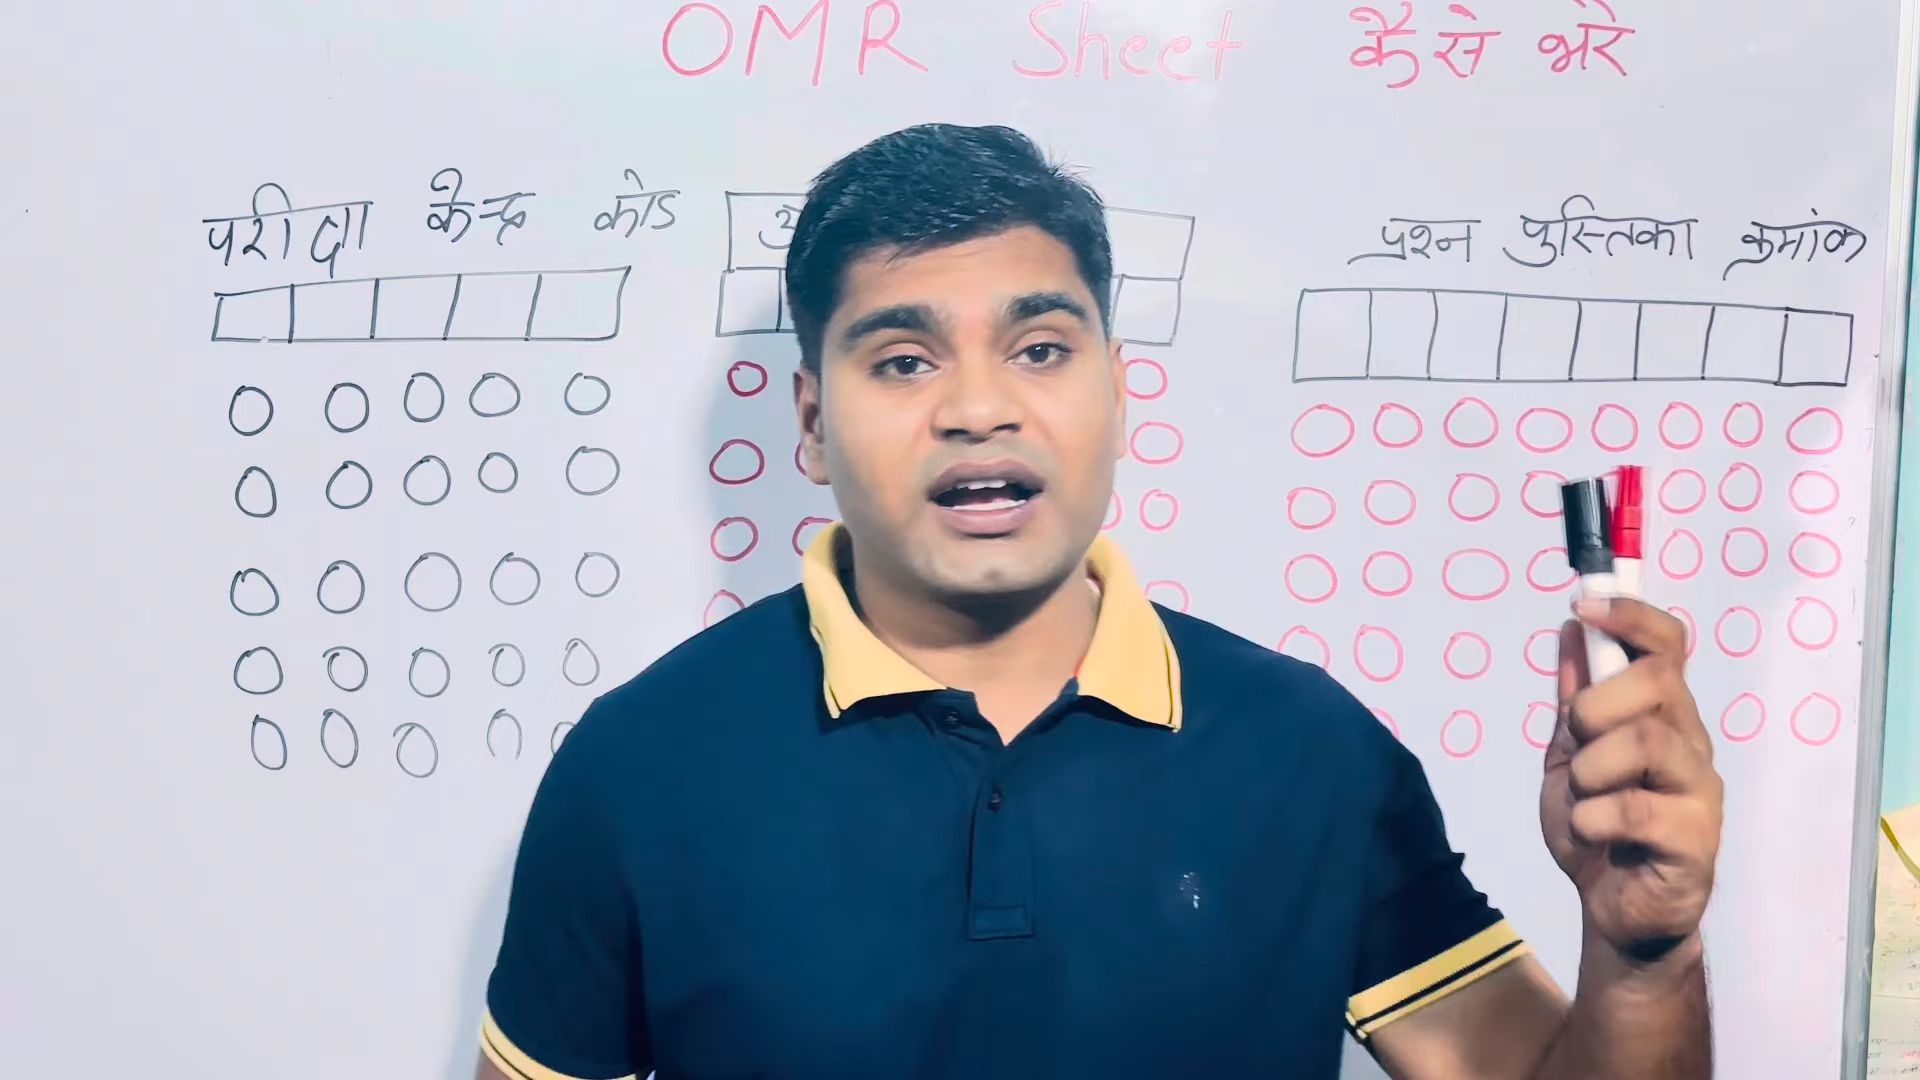 OMR Sheet कैसे भरे
परीक्षा केन्द्र कोड
प्रश्न पुस्तिका क्रमांक